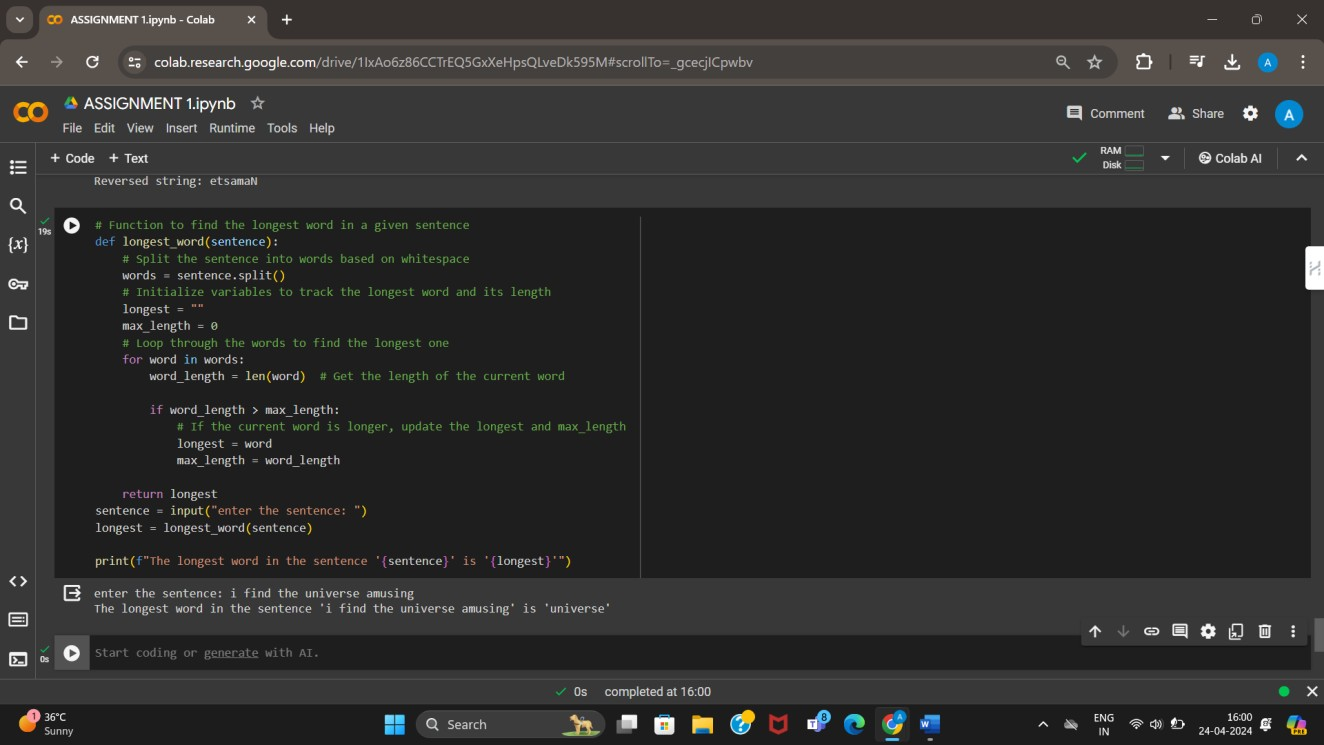 ASSIGNMENT 1.ipynb - Colab
colab.research.google.com/drive/1IxAo6z86CCTrEQ5GxXeHpsQLveDk595M#scrollTo=_gcecjICpwbv
A
ASSIGNMENT 1.ipynb
File Edit View Insert Runtime Tools Help
Comment Share A
+ Code + Text
RAM
Disk
Colab AI
Reversed string: etsamaN
19s
# Function to find the longest word in a given sentence
def longest_word(sentence):
    # Split the sentence into words based on whitespace
    words = sentence.split()
    # Initialize variables to track the longest word and its length
    longest = ""
    max_length = 0
    # Loop through the words to find the longest one
    for word in words:
        word_length = len(word)  # Get the length of the current word
        if word_length > max_length:
            # If the current word is longer, update the longest and max_length
            longest = word
            max_length = word_length
    return longest
sentence = input("enter the sentence: ")
longest = longest_word(sentence)
print(f"The longest word in the sentence '{sentence}' is '{longest}'")
enter the sentence: i find the universe amusing
The longest word in the sentence 'i find the universe amusing' is 'universe'
0s
Start coding or generate with AI.
0s completed at 16:00
1
36°C
Sunny
Search
8
A
W
ENG
IN
16:00
24-04-2024
PRE